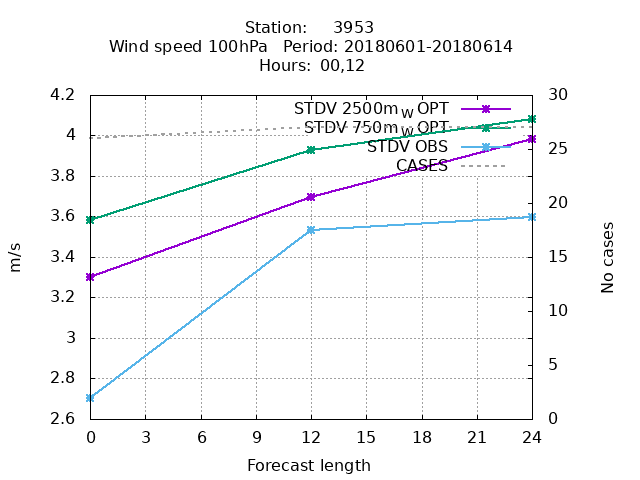 Station: 3953
Wind speed 100hPa Period: 20180601-20180614
Hours: 00,12
4.2
4
3.8
3.6
3.4
3.2
3
2.8
2.6
m/s
STDV 2500m W OPT
STDV 750m W OPT
STDV OBS
CASES
30
25
20
15
10
5
0
No cases
0 3 6 9 12 15 18 21 24
Forecast length